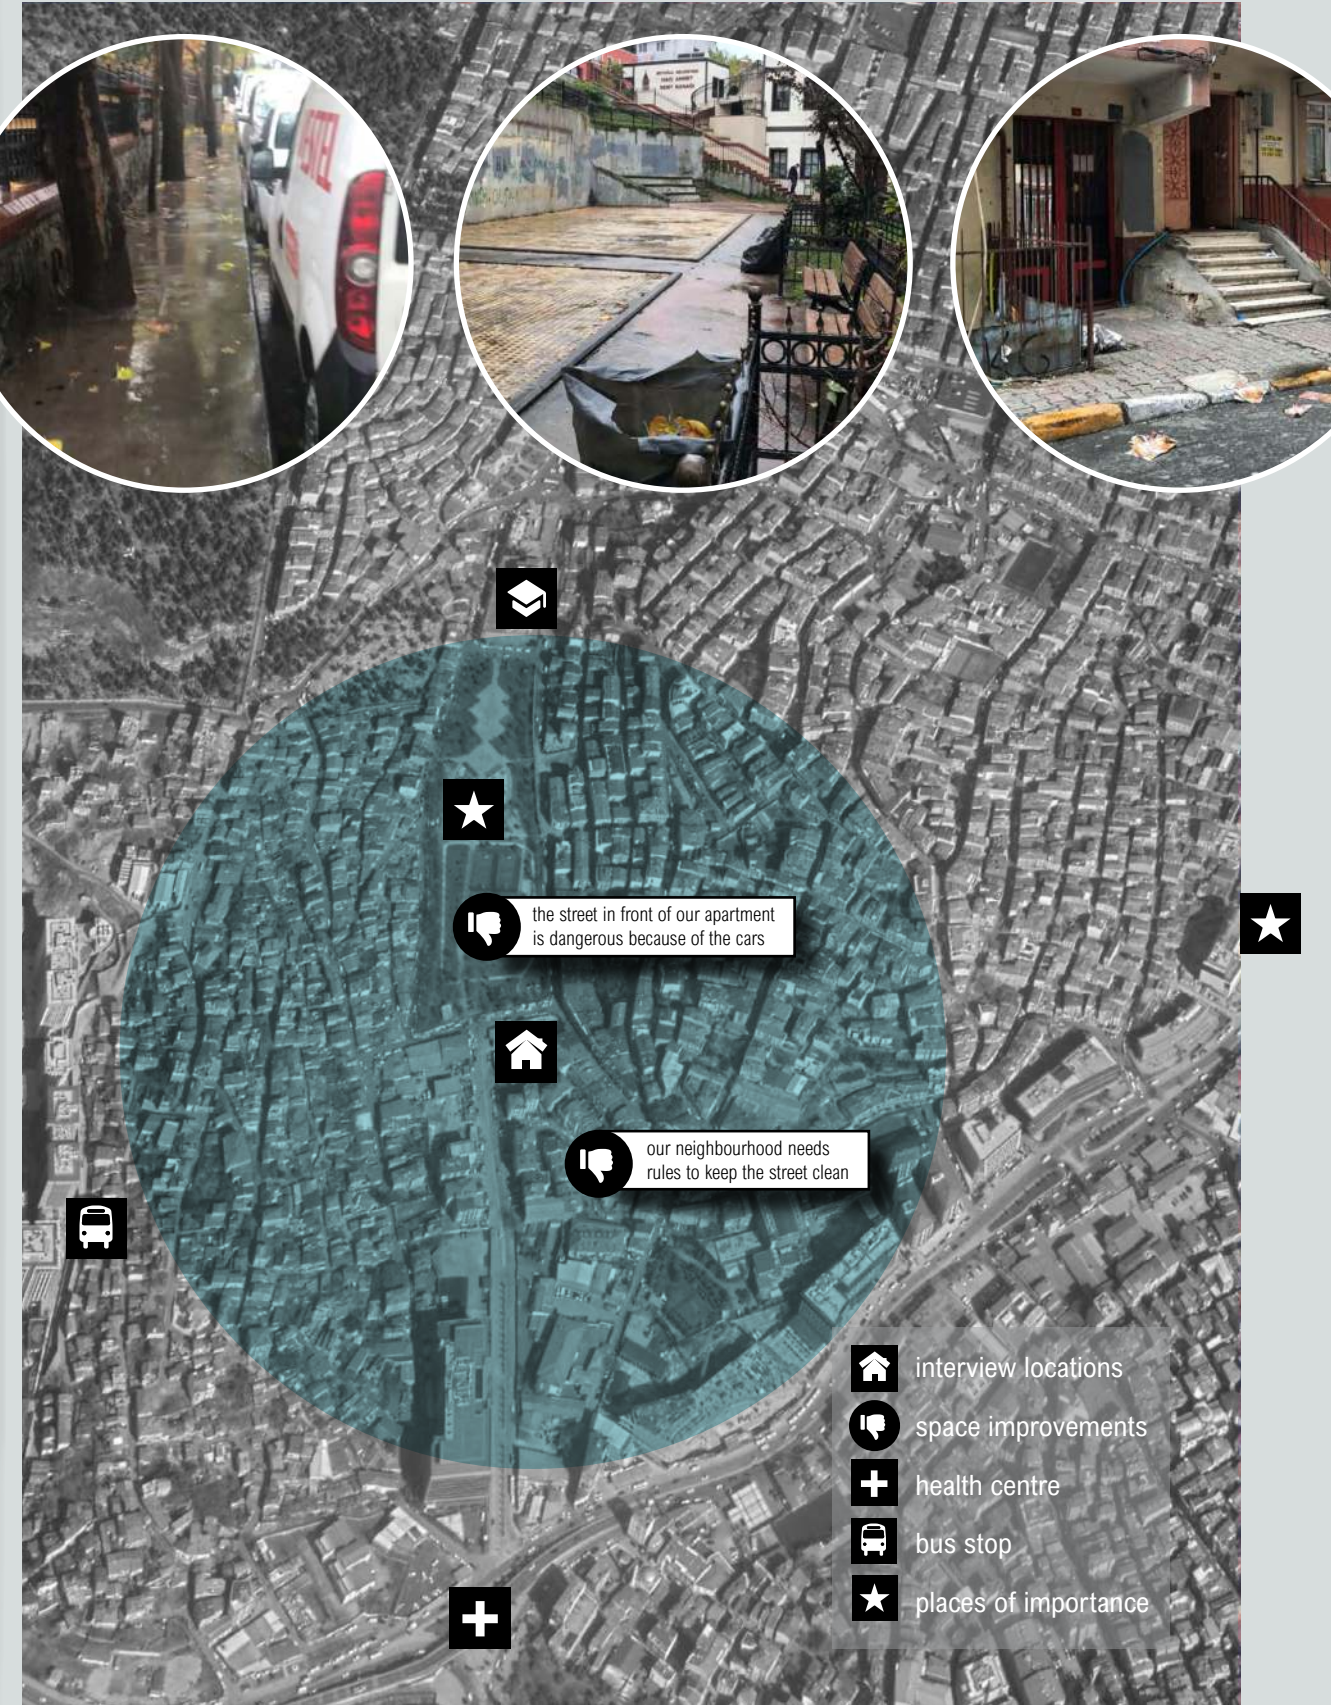 the street in front of our apartment
is dangerous because of the cars
our neighbourhood needs
rules to keep the street clean
interview locations
space improvements
health centre
bus stop
places of importance